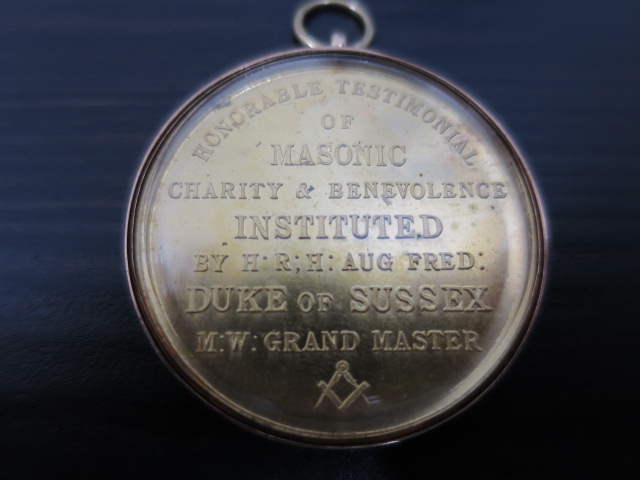 HONORABLE TESTIMONIAL
OF
MASONIC
CHARITY & BENEVOLENCE
INSTITUTED
BY H: R; H: AUG FRED:
DUKE OF SUSSEX
M: W: GRAND MASTER